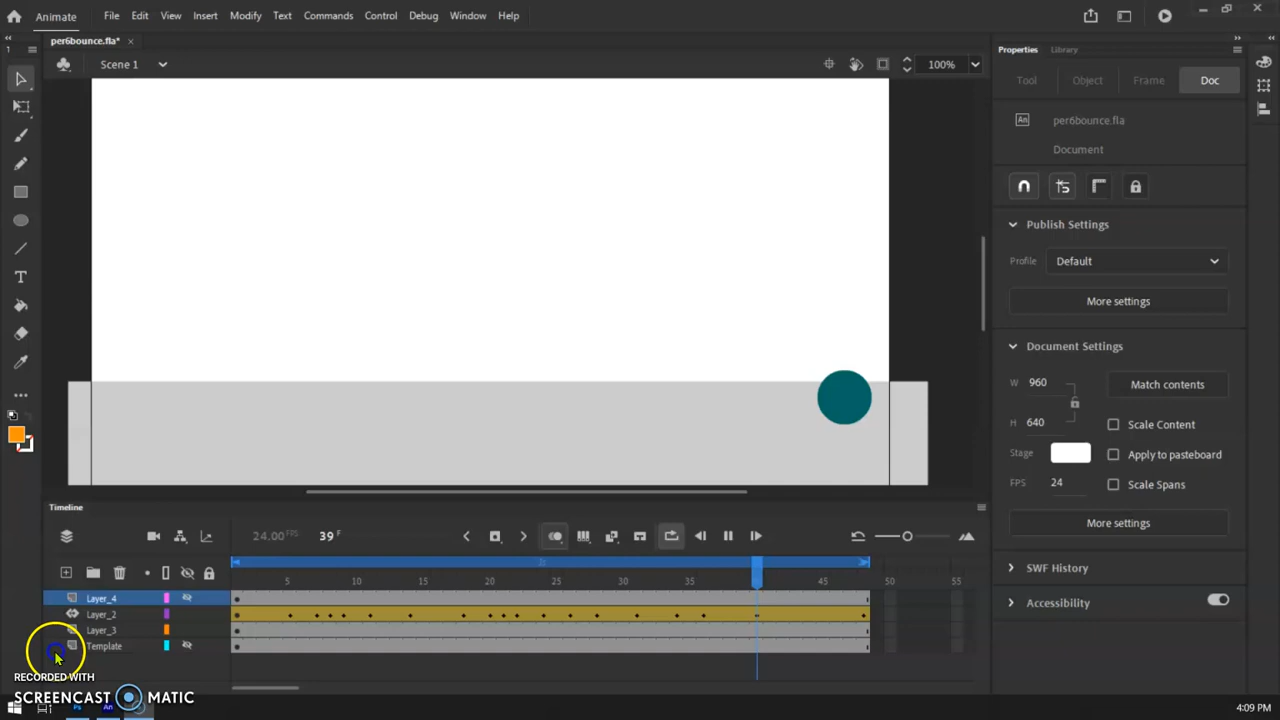 Animate File Edit View Insert Modify Text Commands Control Debug Window Help
per6bounce.fla* ×
Scene 1 100%
Properties Library
Tool Object Frame Doc
An per6bounce.fla
Document
Publish Settings
Profile Default
More settings
Document Settings
W 960 Match contents
H 640 Scale Content
Stage Apply to pasteboard
FPS 24 Scale Spans
More settings
SWF History
Accessibility
Timeline
24.00 FPS 39 F
5 10 15 20 25 30 35 45 50 55
Layer_4
Layer_2
Layer_3
Template
RECORDED WITH
SCREENCAST MATIC
Ps An 4:09 PM